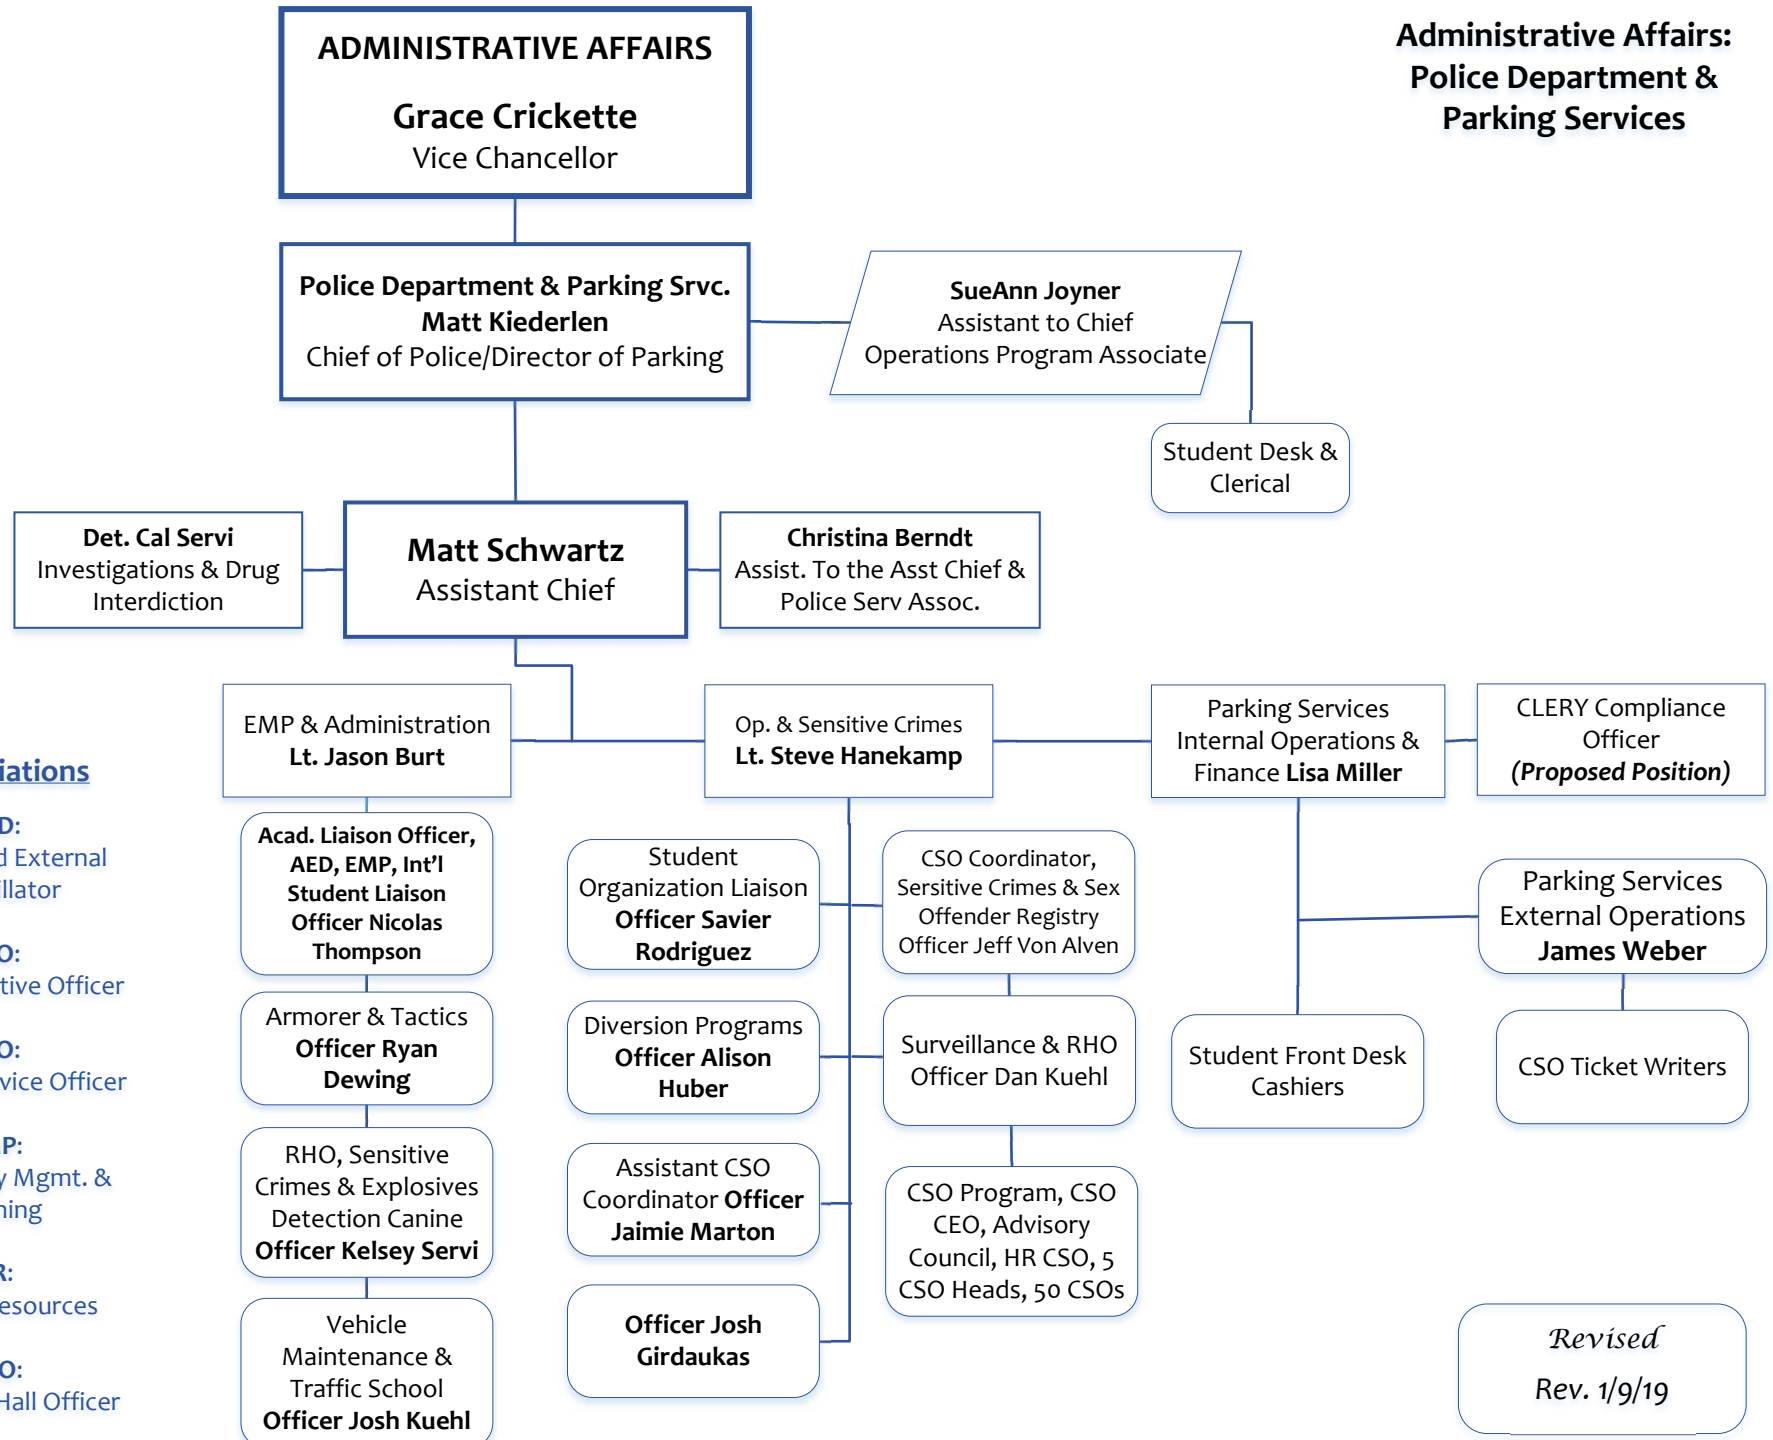 ADMINISTRATIVE AFFAIRS
Grace Crickette
Vice Chancellor
Administrative Affairs:
Police Department &
Parking Services
Police Department & Parking Srvc.
Matt Kiederlen
Chief of Police/Director of Parking
SueAnn Joyner
Assistant to Chief
Operations Program Associate
Student Desk &
Clerical
Det. Cal Servi
Investigations & Drug
Interdiction
Matt Schwartz
Assistant Chief
Christina Berndt
Assist. To the Asst Chief &
Police Serv Assoc.
EMP & Administration
Lt. Jason Burt
Op. & Sensitive Crimes
Lt. Steve Hanekamp
Parking Services
Internal Operations &
Finance Lisa Miller
CLERY Compliance
Officer
(Proposed Position)
iations
D:
d External
illator
O:
tive Officer
O:
vice Officer
P:
y Mgmt. &
ning
R:
esources
O:
Hall Officer
Acad. Liaison Officer,
AED, EMP, Int'l
Student Liaison
Officer Nicolas
Thompson
Armorer & Tactics
Officer Ryan
Dewing
RHO, Sensitive
Crimes & Explosives
Detection Canine
Officer Kelsey Servi
Vehicle
Maintenance &
Traffic School
Officer Josh Kuehl
Student
Organization Liaison
Officer Savier
Rodriguez
Diversion Programs
Officer Alison
Huber
Assistant CSO
Coordinator Officer
Jaimie Marton
Officer Josh
Girdaukas
CSO Coordinator,
Sersitive Crimes & Sex
Offender Registry
Officer Jeff Von Alven
Surveillance & RHO
Officer Dan Kuehl
CSO Program, CSO
CEO, Advisory
Council, HR CSO, 5
CSO Heads, 50 CSOs
Student Front Desk
Cashiers
Parking Services
External Operations
James Weber
CSO Ticket Writers
Revised
Rev. 1/9/19